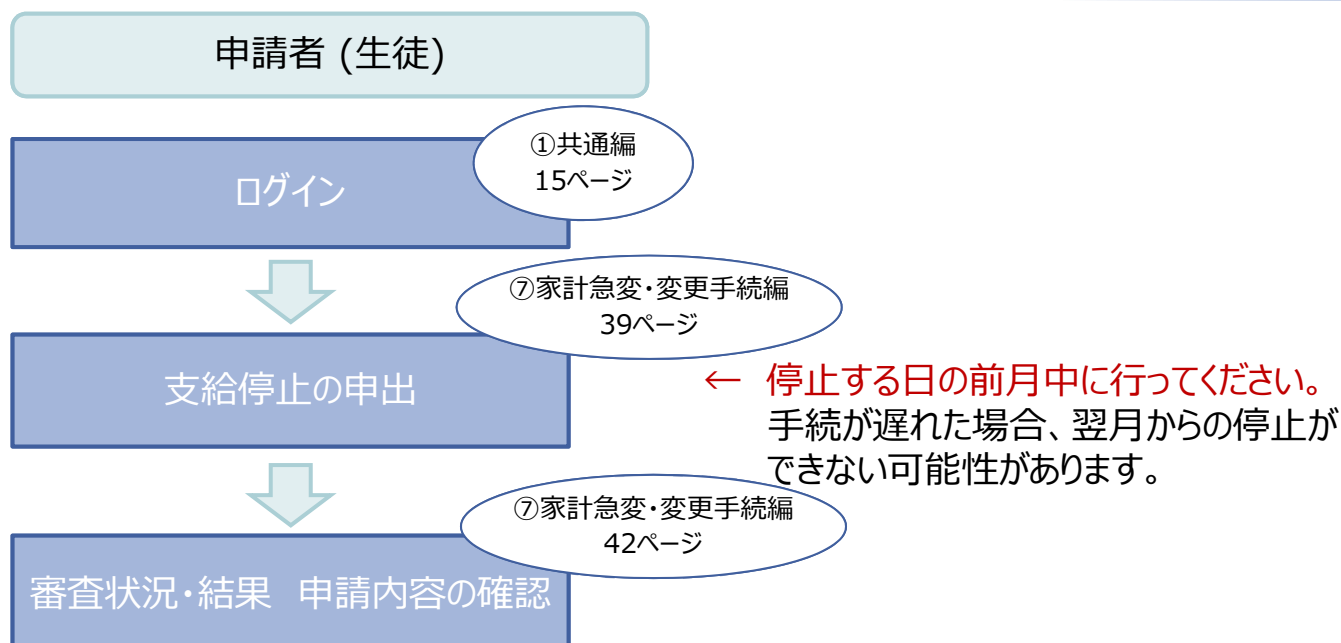 申請者 (生徒)
①共通編
15ページ
ログイン
⑦家計急変・変更手続編
39ページ
支給停止の申出
← 停止する日の前月中に行ってください。
手続が遅れた場合、翌月からの停止が
できない可能性があります。
⑦家計急変・変更手続編
42ページ
審査状況・結果　申請内容の確認